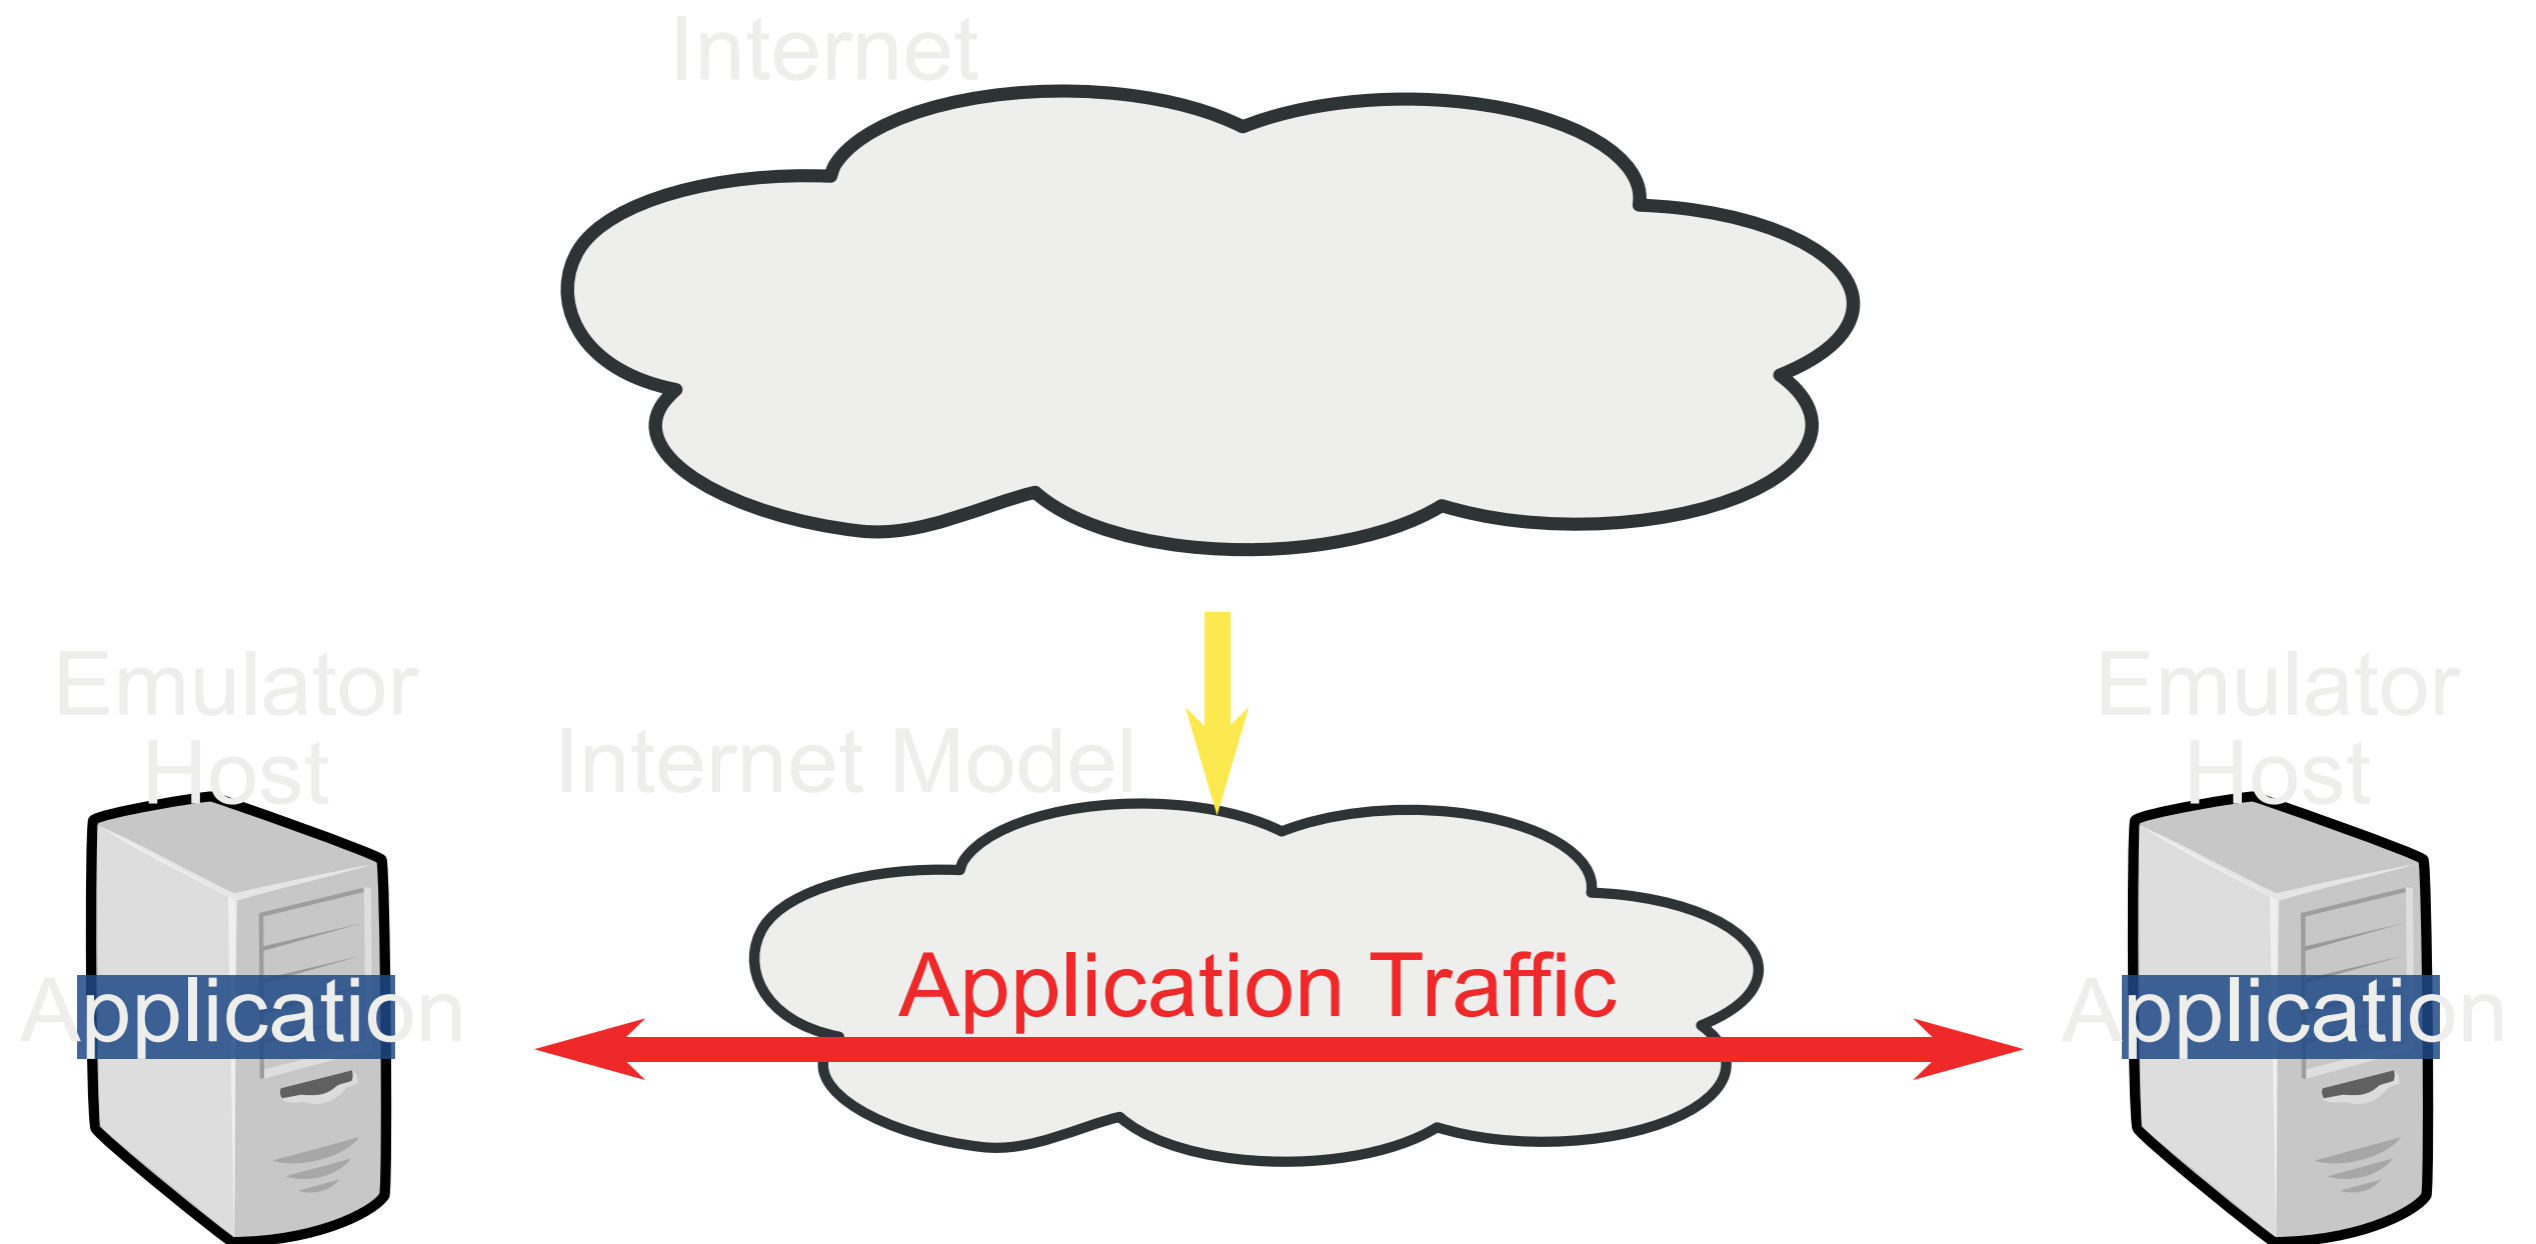 Internet
Emulator
Host
Internet Model
Emulator
Host
Application
Application Traffic
Application